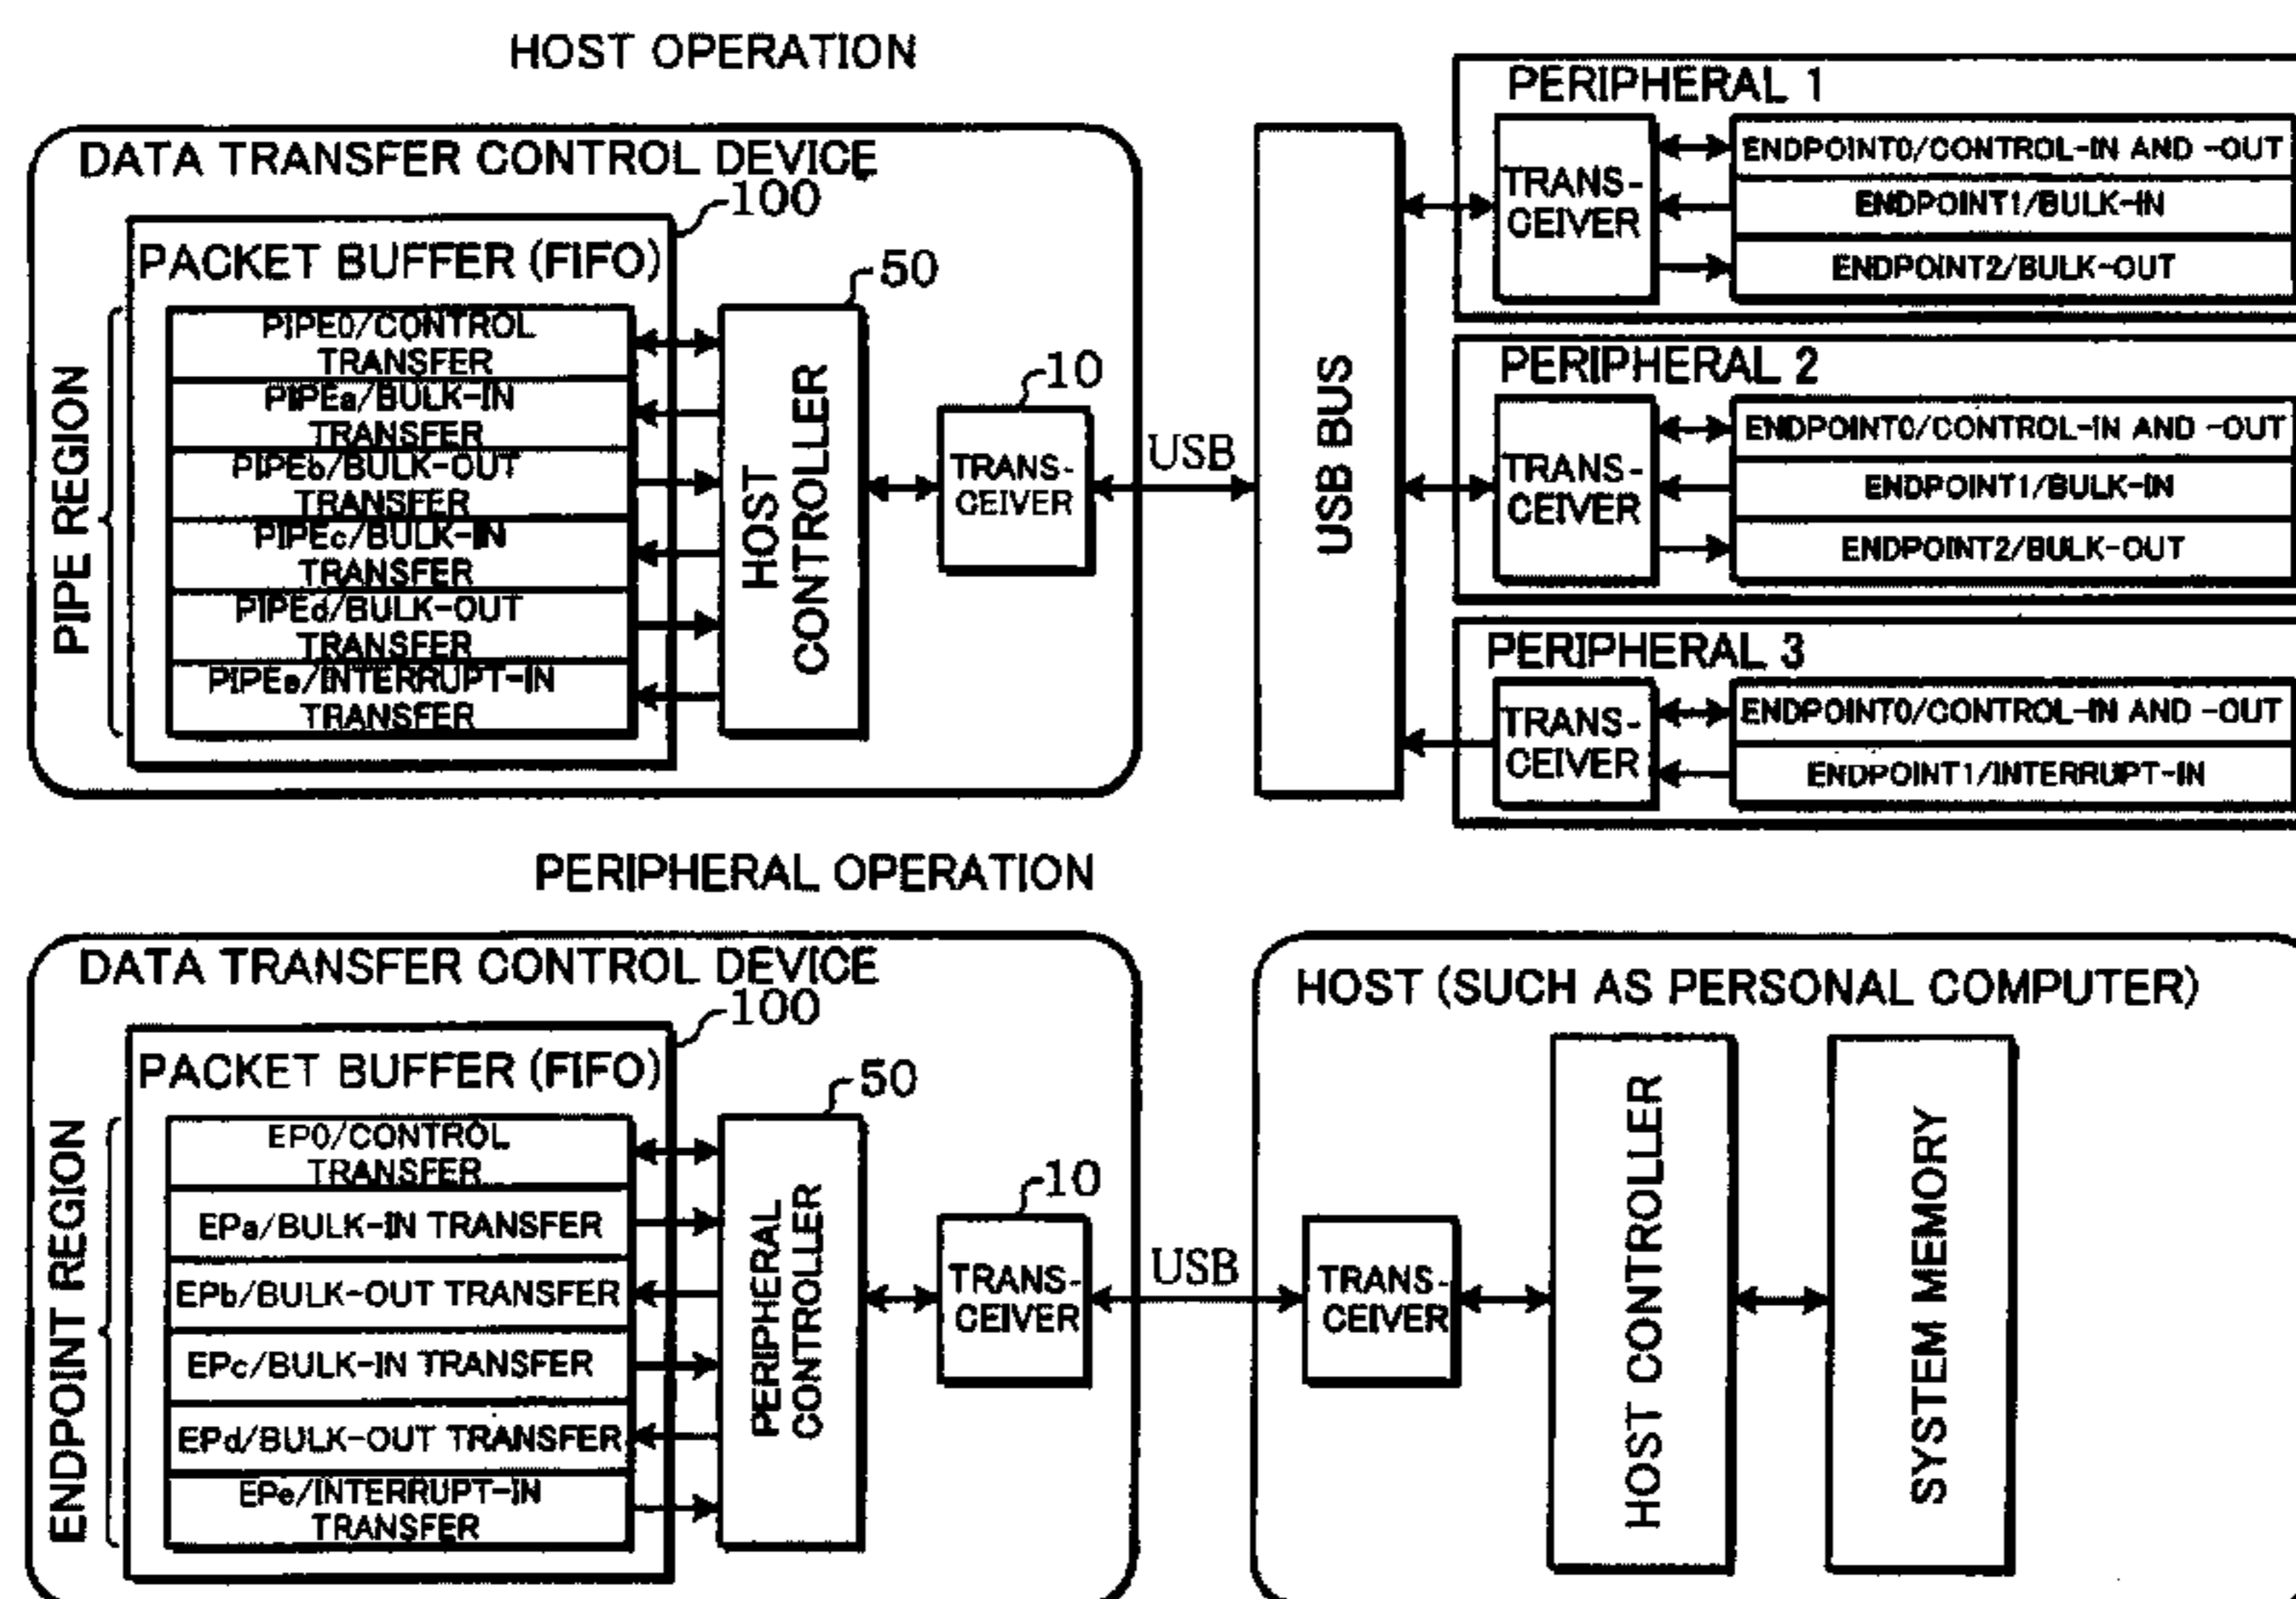 HOST OPERATION
DATA TRANSFER CONTROL DEVICE
100
PACKET BUFFER (FIFO)
50
PIPE REGION
PIPE0/CONTROL
TRANSFER
PIPEa/BULK-IN
TRANSFER
PIPEb/BULK-OUT
TRANSFER
PIPEc/BULK-IN
TRANSFER
PIPEd/BULK-OUT
TRANSFER
PIPEe/INTERRUPT-IN
TRANSFER
HOST
CONTROLLER
10
TRANS-
CEIVER
USB
USB BUS
PERIPHERAL 1
TRANS-
CEIVER
ENDPOINT0/CONTROL-IN AND -OUT
ENDPOINT1/BULK-IN
ENDPOINT2/BULK-OUT
PERIPHERAL 2
TRANS-
CEIVER
ENDPOINT0/CONTROL-IN AND -OUT
ENDPOINT1/BULK-IN
ENDPOINT2/BULK-OUT
PERIPHERAL 3
TRANS-
CEIVER
ENDPOINT0/CONTROL-IN AND -OUT
ENDPOINT1/INTERRUPT-IN
PERIPHERAL OPERATION
DATA TRANSFER CONTROL DEVICE
100
PACKET BUFFER (FIFO)
50
ENDPOINT REGION
EP0/CONTROL
TRANSFER
EPa/BULK-IN TRANSFER
EPb/BULK-OUT TRANSFER
EPc/BULK-IN TRANSFER
EPd/BULK-OUT TRANSFER
EPe/INTERRUPT-IN
TRANSFER
PERIPHERAL
CONTROLLER
10
TRANS-
CEIVER
USB
HOST (SUCH AS PERSONAL COMPUTER)
TRANS-
CEIVER
HOST CONTROLLER
SYSTEM MEMORY